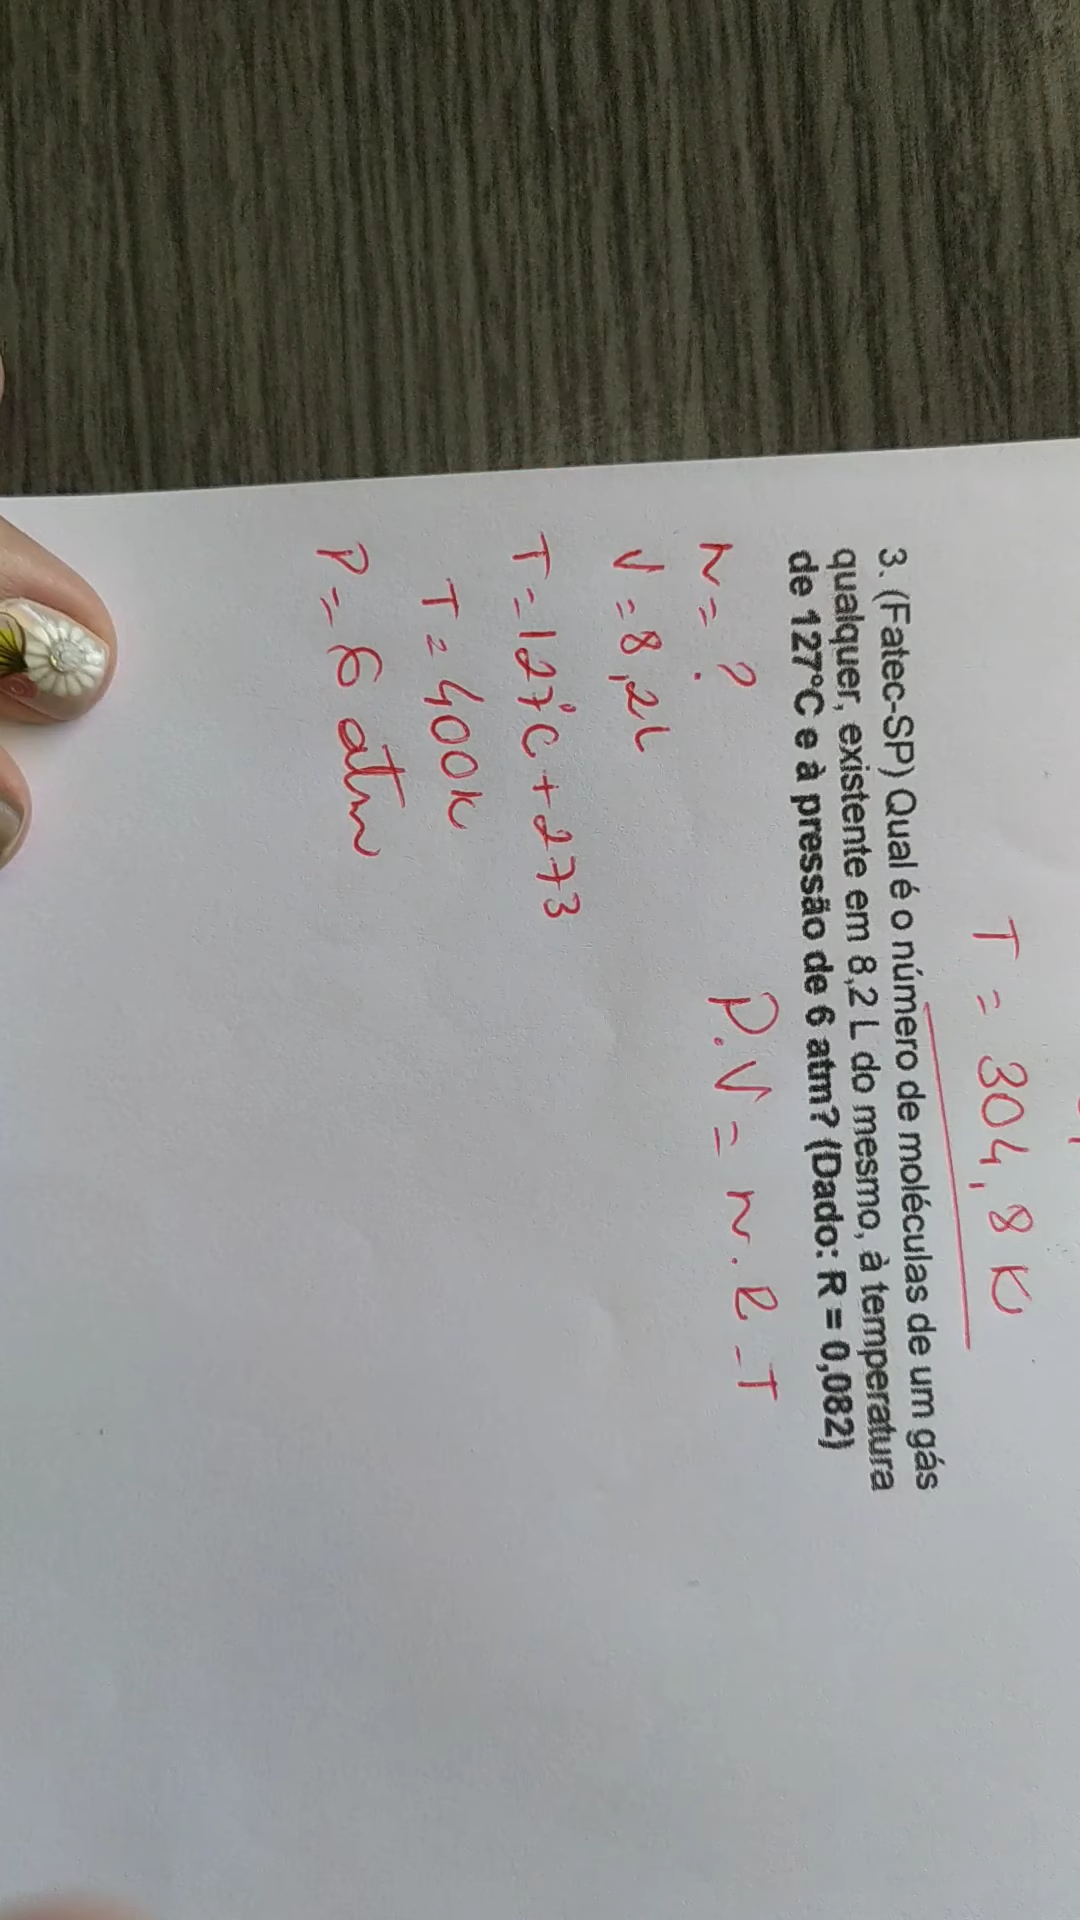 T = 304,8 K
3. (Fatec-SP) Qual é o número de moléculas de um gás
qualquer, existente em 8,2 L do mesmo, à temperatura
de 127ºC e à pressão de 6 atm? (Dado: R = 0,082)
N = ?
P.V = n.R.T
V = 8,2L
T = 127°C + 273
T = 400K
P = 6 atm